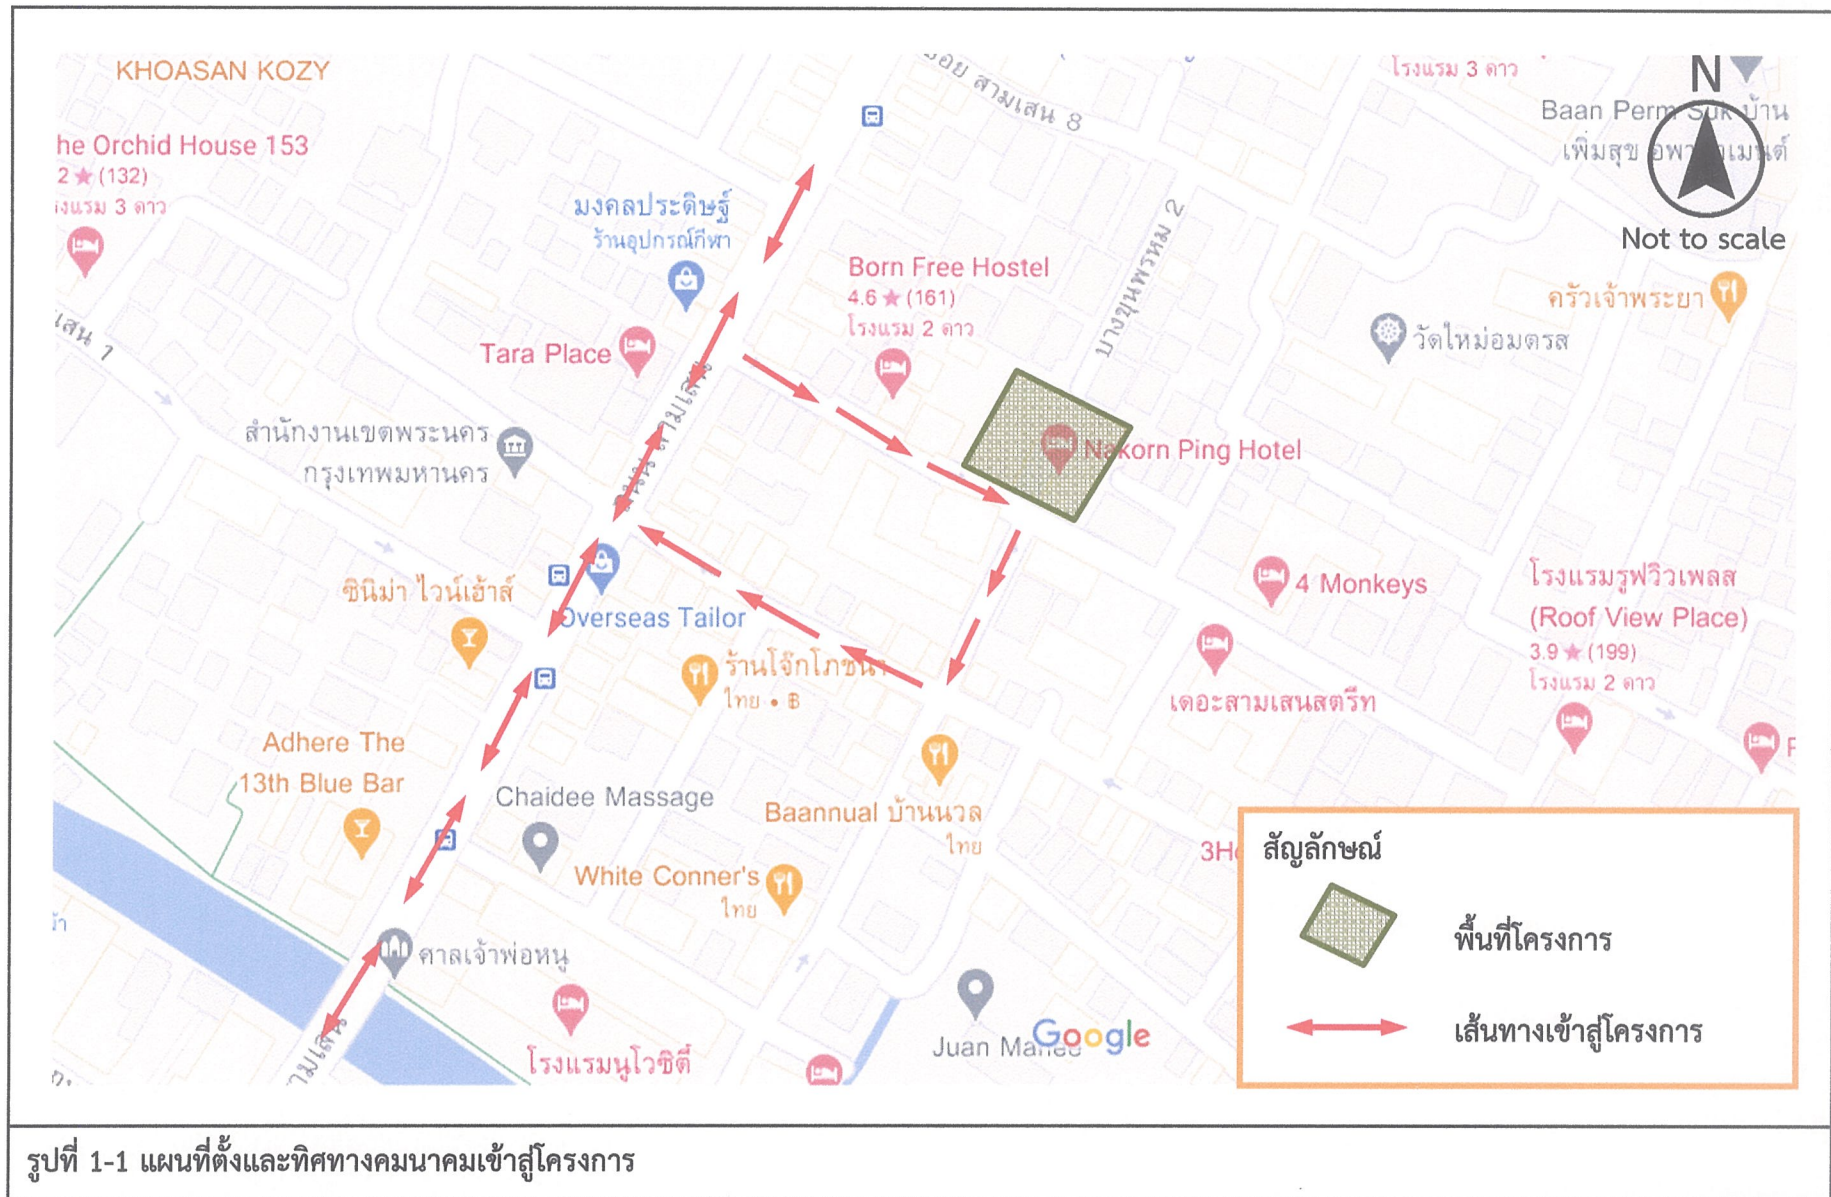 KHOASAN KOZY
โรงแรม 3 ดาว
N
ซอย สามเสน 8
Baan Perm Suk บ้าน
he Orchid House 153
2 ★ (132)
โรงแรม 3 ดาว
Not to scale
มงคลประดิษฐ์
ร้านอุปกรณ์กีฬา
บางขุนพรหม 2
Born Free Hostel
4.6 ★ (161)
โรงแรม 2 ดาว
ครัวเจ้าพระยา
วัดใหม่อมตรส
Tara Place
ถนน สามเสน
สำนักงานเขตพระนคร
กรุงเทพมหานคร
Nakorn Ping Hotel
ซินิม่า ไวน์เฮ้าส์
Overseas Tailor
4 Monkeys
โรงแรมรูฟวิวเพลส
(Roof View Place)
3.9 ★ (199)
โรงแรม 2 ดาว
ร้านโจ๊กโภชนา
ไทย • ฿
เดอะสามเสนสตรีท
Adhere The
13th Blue Bar
Chaidee Massage
Baannual บ้านนวล
ไทย
White Conner's
ไทย
ศาลเจ้าพ่อหนู
โรงแรมนูโวซิตี้
Google
สัญลักษณ์
พื้นที่โครงการ
เส้นทางเข้าสู่โครงการ
รูปที่ 1-1 แผนที่ตั้งและทิศทางคมนาคมเข้าสู่โครงการ